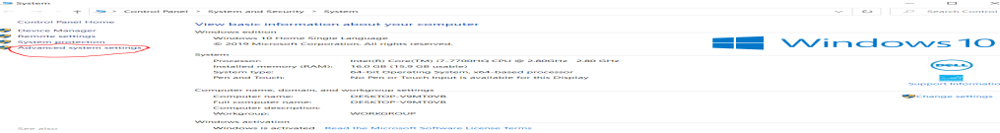 System
Control Panel > System and Security > System
Search Control
Control Panel Home
Device Manager
Remote settings
System protection
Advanced system settings
See also
View basic information about your computer
Windows edition
Windows 10 Home Single Language
© 2019 Microsoft Corporation. All rights reserved.
Windows 10
System
Processor: Intel(R) Core(TM) i7-7700HQ CPU @ 2.80GHz 2.80 GHz
Installed memory (RAM): 16.0 GB (15.9 GB usable)
System type: 64-bit Operating System, x64-based processor
Pen and Touch: No Pen or Touch Input is available for this Display
DELL
Support Informatio
Computer name, domain, and workgroup settings
Computer name: DESKTOP-V9MT0VB
Change settings
Full computer name: DESKTOP-V9MT0VB
Computer description:
Workgroup: WORKGROUP
Windows activation
Windows is activated Read the Microsoft Software License Terms